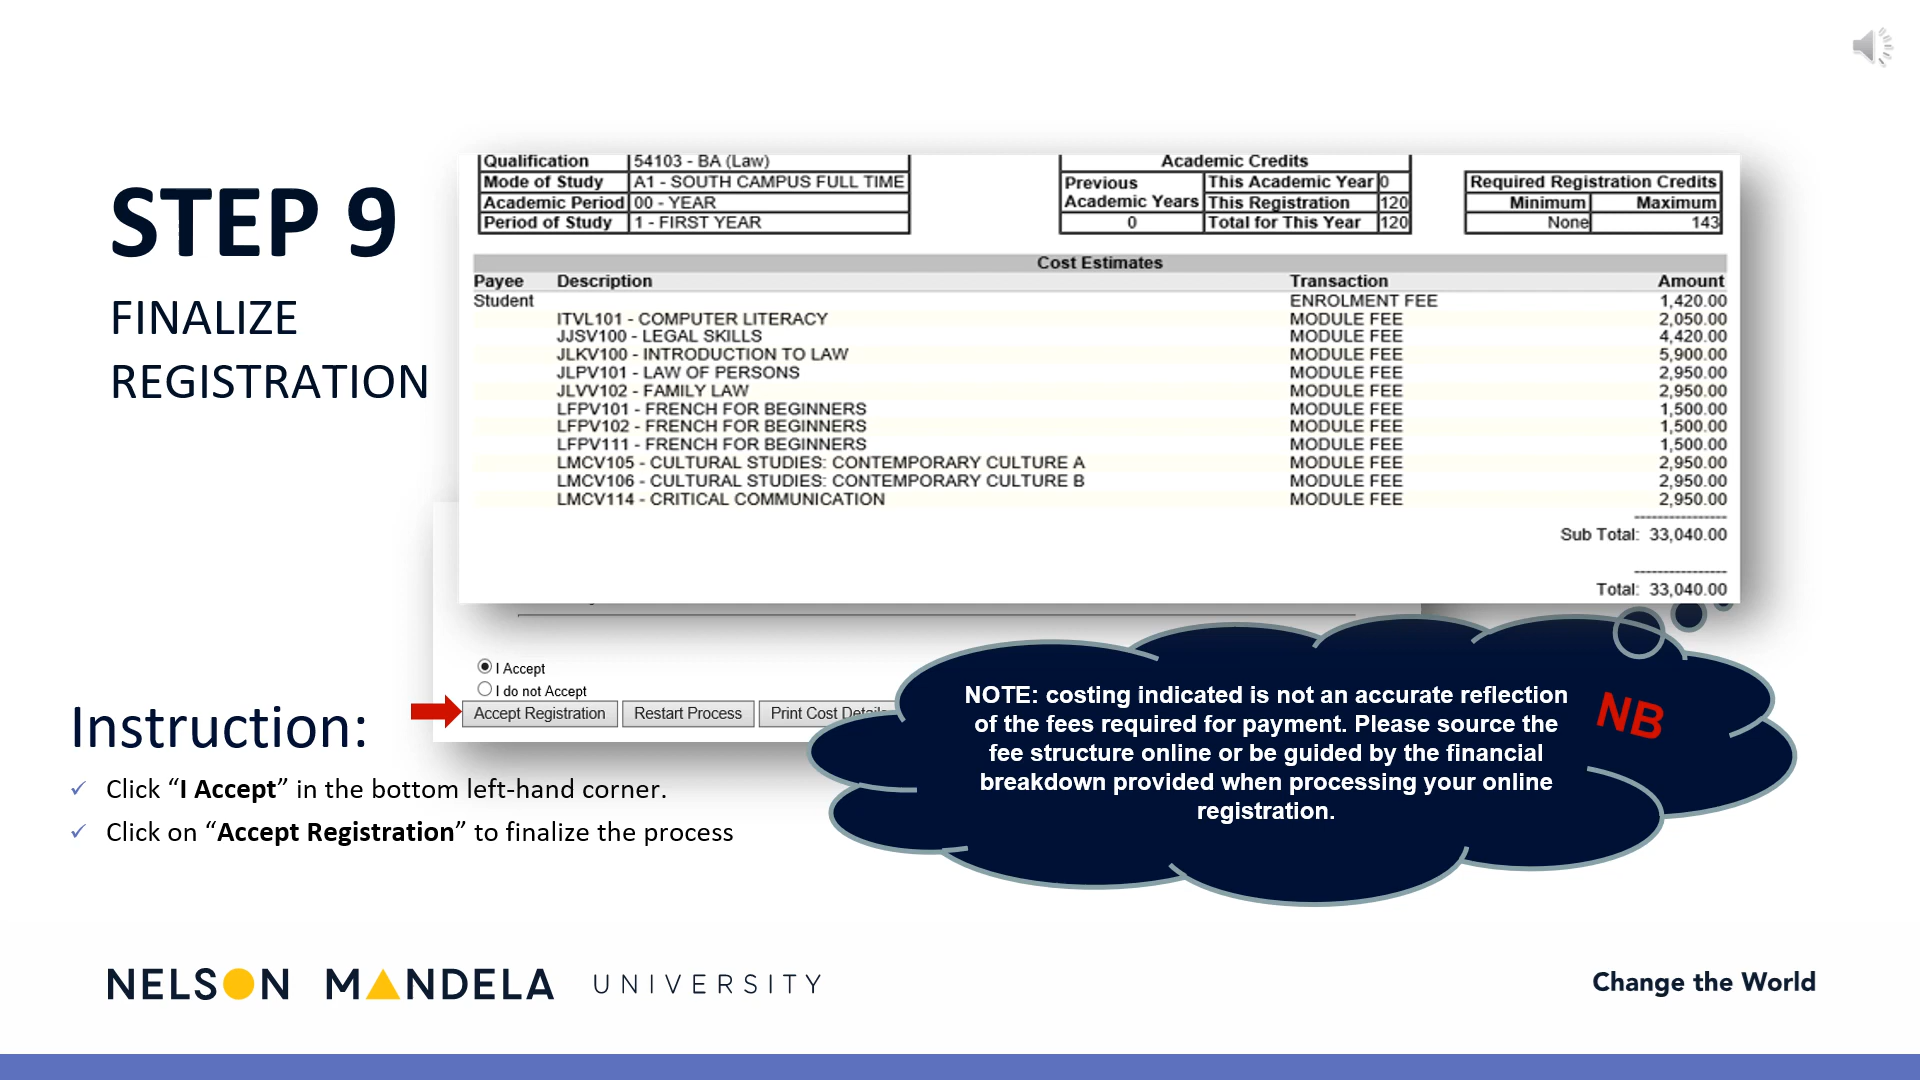 STEP 9
FINALIZE
REGISTRATION
Qualification 54103 - BA (Law)
Mode of Study A1 - SOUTH CAMPUS FULL TIME
Academic Period 00 - YEAR
Period of Study 1 - FIRST YEAR
Academic Credits
Previous Academic Years This Academic Year 0
This Registration 120
0 Total for This Year 120
Required Registration Credits
Minimum Maximum
None 143
Cost Estimates
Payee Description Transaction Amount
Student ENROLMENT FEE 1,420.00
ITVL101 - COMPUTER LITERACY MODULE FEE 2,050.00
JJSV100 - LEGAL SKILLS MODULE FEE 4,420.00
JLKV100 - INTRODUCTION TO LAW MODULE FEE 5,900.00
JLPV101 - LAW OF PERSONS MODULE FEE 2,950.00
JLVV102 - FAMILY LAW MODULE FEE 2,950.00
LFPV101 - FRENCH FOR BEGINNERS MODULE FEE 1,500.00
LFPV102 - FRENCH FOR BEGINNERS MODULE FEE 1,500.00
LFPV111 - FRENCH FOR BEGINNERS MODULE FEE 1,500.00
LMCV105 - CULTURAL STUDIES: CONTEMPORARY CULTURE A MODULE FEE 2,950.00
LMCV106 - CULTURAL STUDIES: CONTEMPORARY CULTURE B MODULE FEE 2,950.00
LMCV114 - CRITICAL COMMUNICATION MODULE FEE 2,950.00
Sub Total: 33,040.00
Total: 33,040.00
I Accept
I do not Accept
Accept Registration Restart Process Print Cost Details
NOTE: costing indicated is not an accurate reflection
of the fees required for payment. Please source the
fee structure online or be guided by the financial
breakdown provided when processing your online
registration.
NB
Instruction:
✓ Click “I Accept” in the bottom left-hand corner.
✓ Click on “Accept Registration” to finalize the process
NELSON MANDELA UNIVERSITY
Change the World